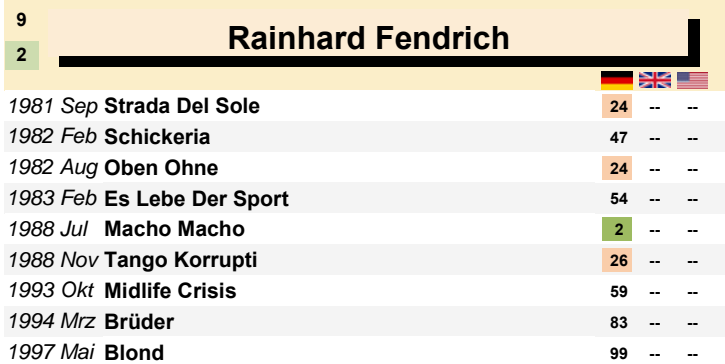 9
Rainhard Fendrich
2
1981 Sep Strada Del Sole 24 -- --
1982 Feb Schickeria 47 -- --
1982 Aug Oben Ohne 24 -- --
1983 Feb Es Lebe Der Sport 54 -- --
1988 Jul Macho Macho 2 -- --
1988 Nov Tango Korrupti 26 -- --
1993 Okt Midlife Crisis 59 -- --
1994 Mrz Brüder 83 -- --
1997 Mai Blond 99 -- --